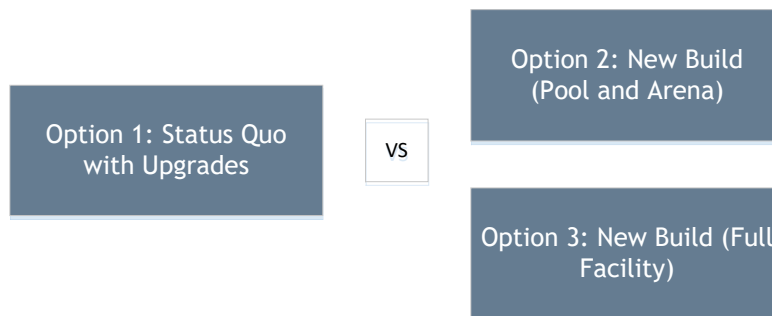 Option 1: Status Quo
with Upgrades
VS
Option 2: New Build
(Pool and Arena)
Option 3: New Build (Full
Facility)